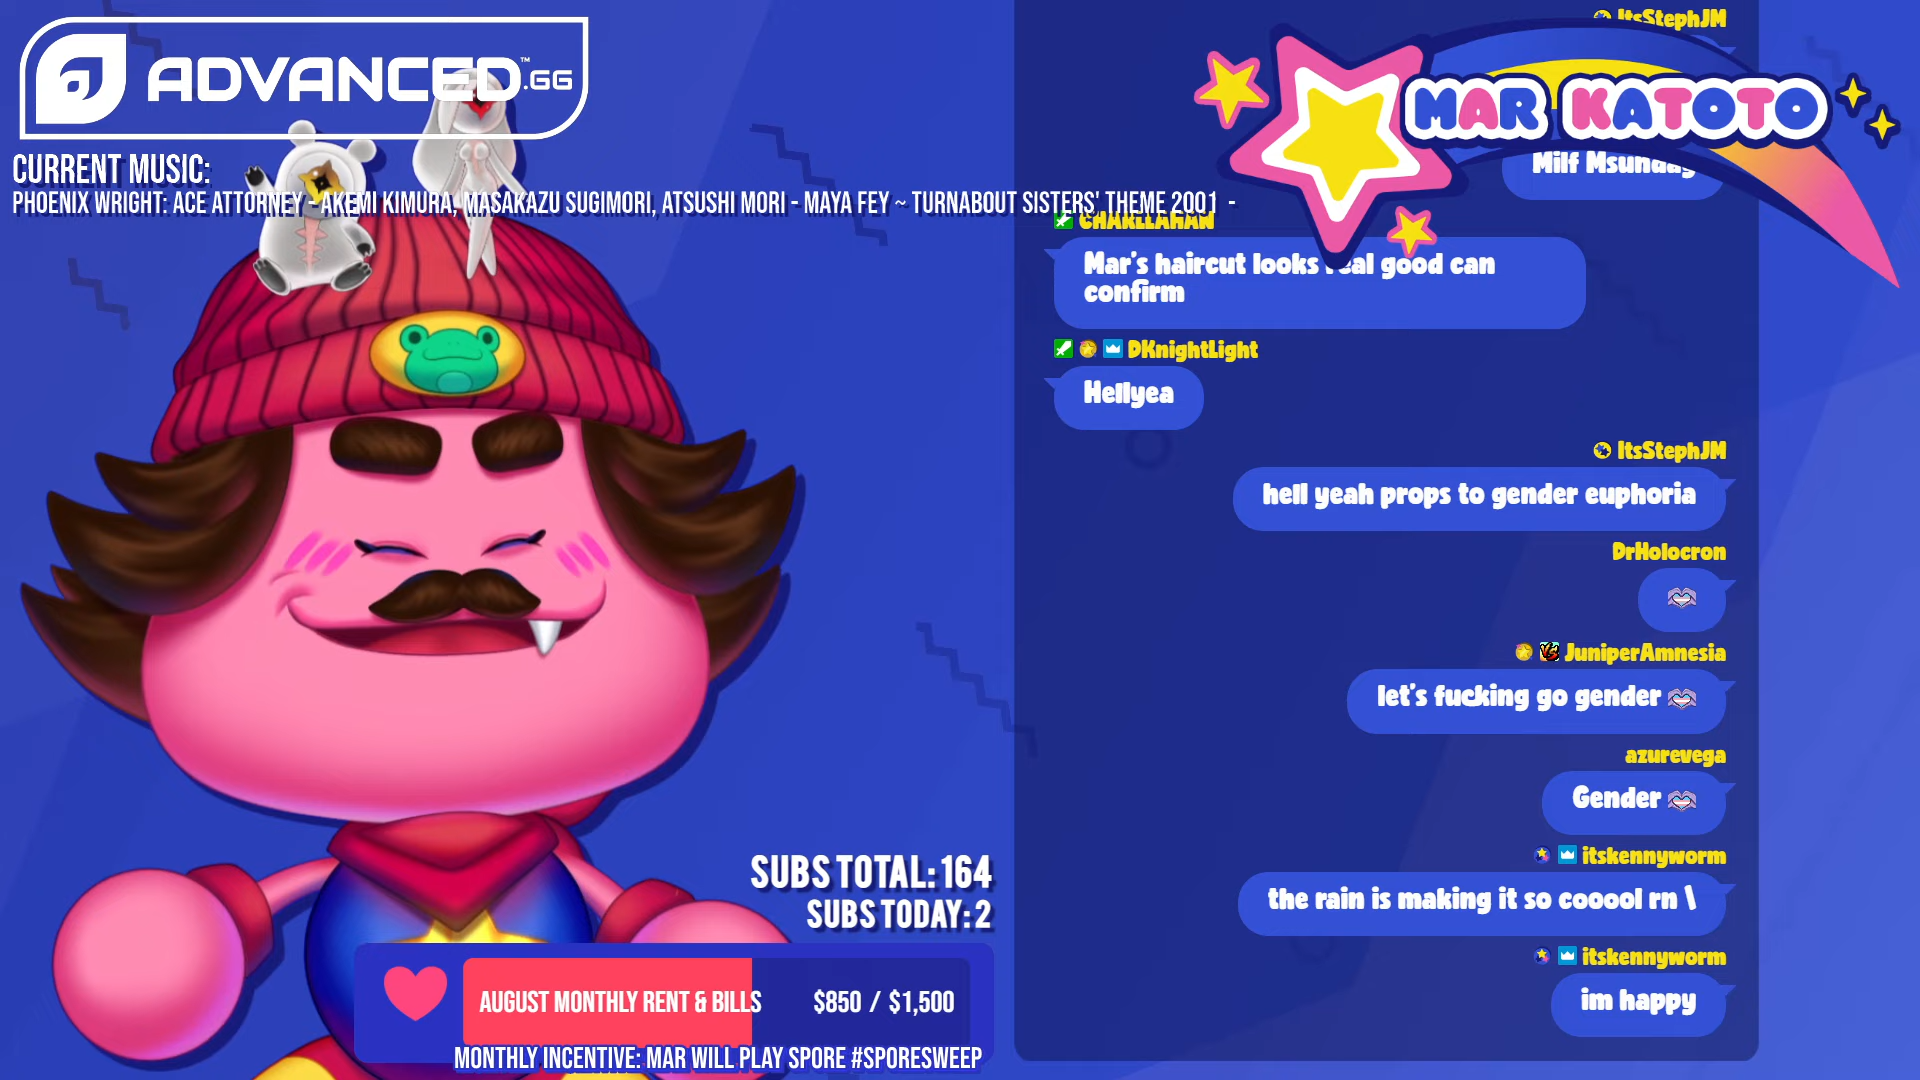 ADVANCED.GG
™
CURRENT MUSIC:
PHOENIX WRIGHT: ACE ATTORNEY - AKEMI KIMURA, MASAKAZU SUGIMORI, ATSUSHI MORI - MAYA FEY ~ TURNABOUT SISTERS' THEME 2001 -
SUBS TOTAL: 164
SUBS TODAY: 2
AUGUST MONTHLY RENT & BILLS $850 / $1,500
MONTHLY INCENTIVE: MAR WILL PLAY SPORE #SPORESWEEP
ItsStephJM
MAR KATOTO
Milf Msunday
CHARLLAHAN
Mar's haircut looks real good can
confirm
DKnightLight
Hellyea
ItsStephJM
hell yeah props to gender euphoria
DrHolocron
JuniperAmnesia
let's fucking go gender
azurevega
Gender
itskennyworm
the rain is making it so cooool rn \
itskennyworm
im happy